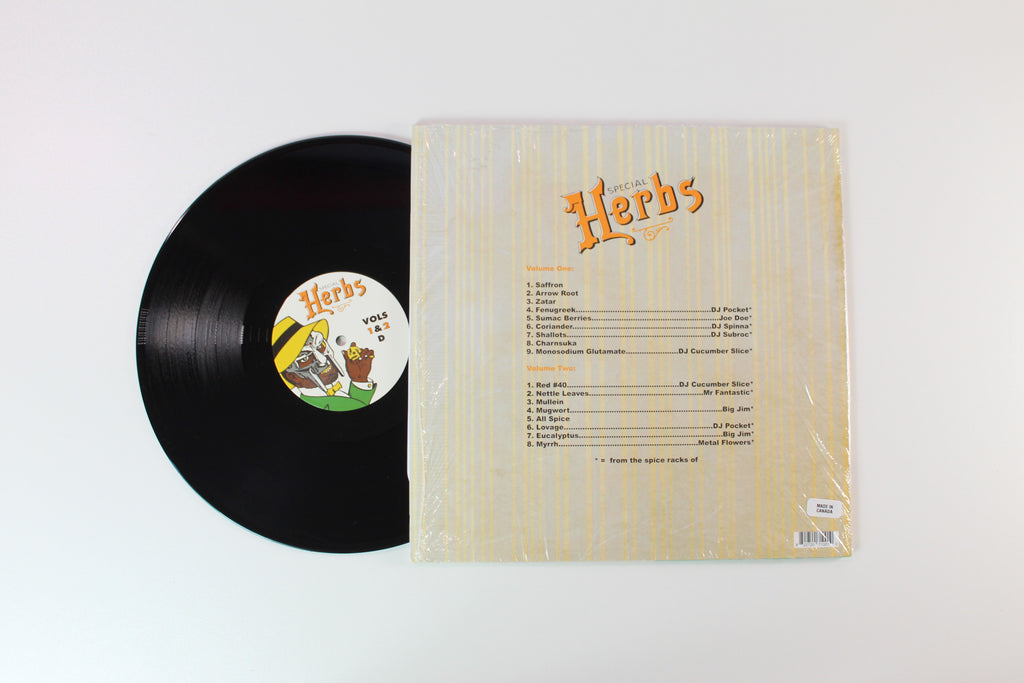 SPECIAL
Herbs
VOLS
1 & 2
D
SPECIAL
Herbs
Volume One:
1. Saffron
2. Arrow Root
3. Zatar
4. Fenugreek......DJ Pocket*
5. Sumac Berries......Joe Doe*
6. Coriander......DJ Spinna*
7. Shallots......DJ Subroc*
8. Charnsuka
9. Monosodium Glutamate......DJ Cucumber Slice*
Volume Two:
1. Red #40......DJ Cucumber Slice*
2. Nettle Leaves......Mr Fantastic*
3. Mullein
4. Mugwort......Big Jim*
5. All Spice
6. Lovage......DJ Pocket*
7. Eucalyptus......Big Jim*
8. Myrrh......Metal Flowers*
* = from the spice racks of
MADE IN
CANADA